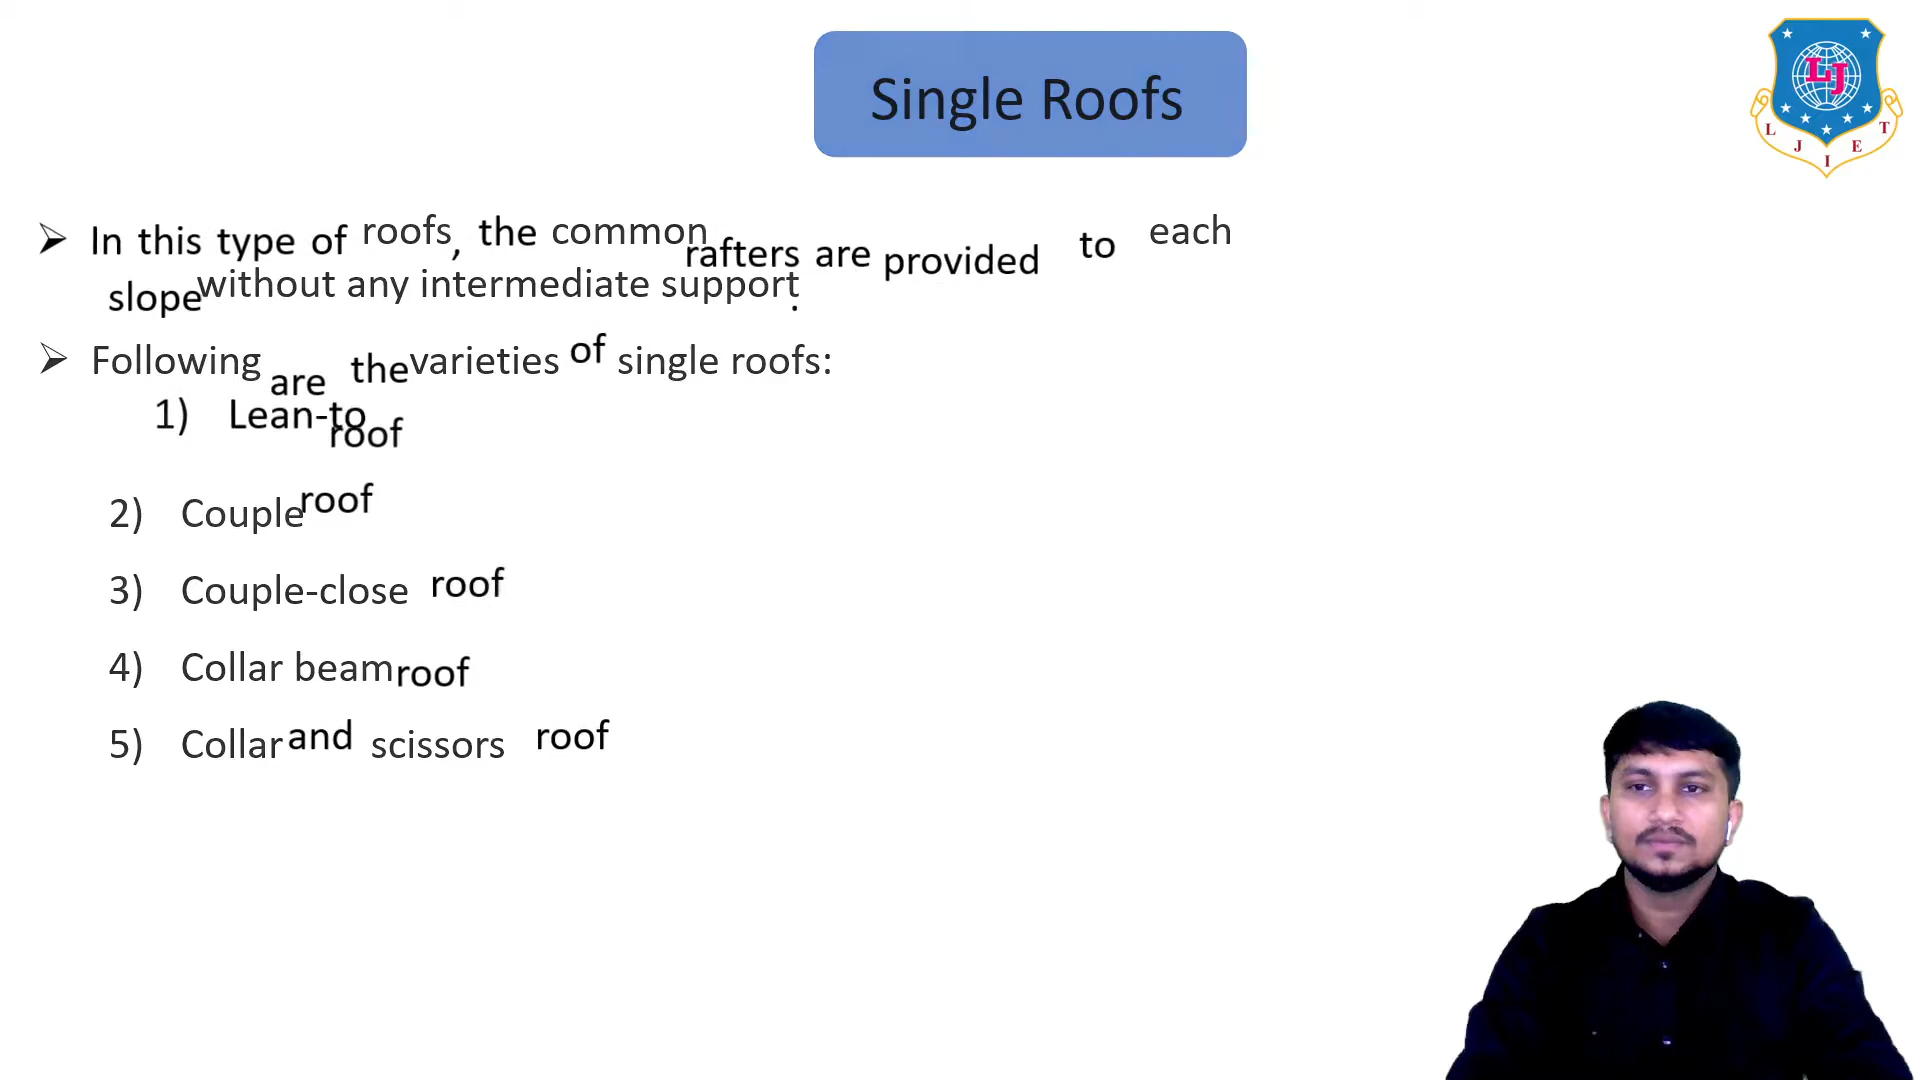 Single Roofs
LJ
L J I E T
➢ In this type of roofs, the common rafters are provided to each
slope without any intermediate support.
➢ Following are the varieties of single roofs:
1) Lean-to roof
2) Couple roof
3) Couple-close roof
4) Collar beam roof
5) Collar and scissors roof